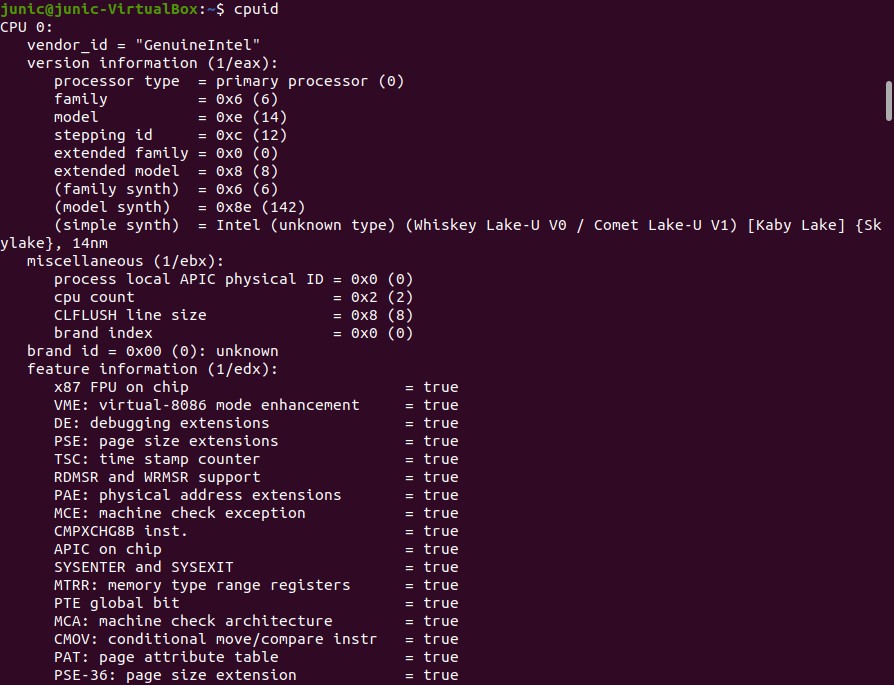 junic@junic-VirtualBox:~$ cpuid
CPU 0:
   vendor_id = "GenuineIntel"
   version information (1/eax):
      processor type  = primary processor (0)
      family          = 0x6 (6)
      model           = 0xe (14)
      stepping id     = 0xc (12)
      extended family = 0x0 (0)
      extended model  = 0x8 (8)
      (family synth)  = 0x6 (6)
      (model synth)   = 0x8e (142)
      (simple synth)  = Intel (unknown type) (Whiskey Lake-U V0 / Comet Lake-U V1) [Kaby Lake] {Sk
ylake}, 14nm
   miscellaneous (1/ebx):
      process local APIC physical ID = 0x0 (0)
      cpu count                      = 0x2 (2)
      CLFLUSH line size              = 0x8 (8)
      brand index                    = 0x0 (0)
   brand id = 0x00 (0): unknown
   feature information (1/edx):
      x87 FPU on chip                        = true
      VME: virtual-8086 mode enhancement     = true
      DE: debugging extensions               = true
      PSE: page size extensions              = true
      TSC: time stamp counter                = true
      RDMSR and WRMSR support                = true
      PAE: physical address extensions       = true
      MCE: machine check exception           = true
      CMPXCHG8B inst.                        = true
      APIC on chip                           = true
      SYSENTER and SYSEXIT                   = true
      MTRR: memory type range registers      = true
      PTE global bit                         = true
      MCA: machine check architecture        = true
      CMOV: conditional move/compare instr   = true
      PAT: page attribute table              = true
      PSE-36: page size extension            = true